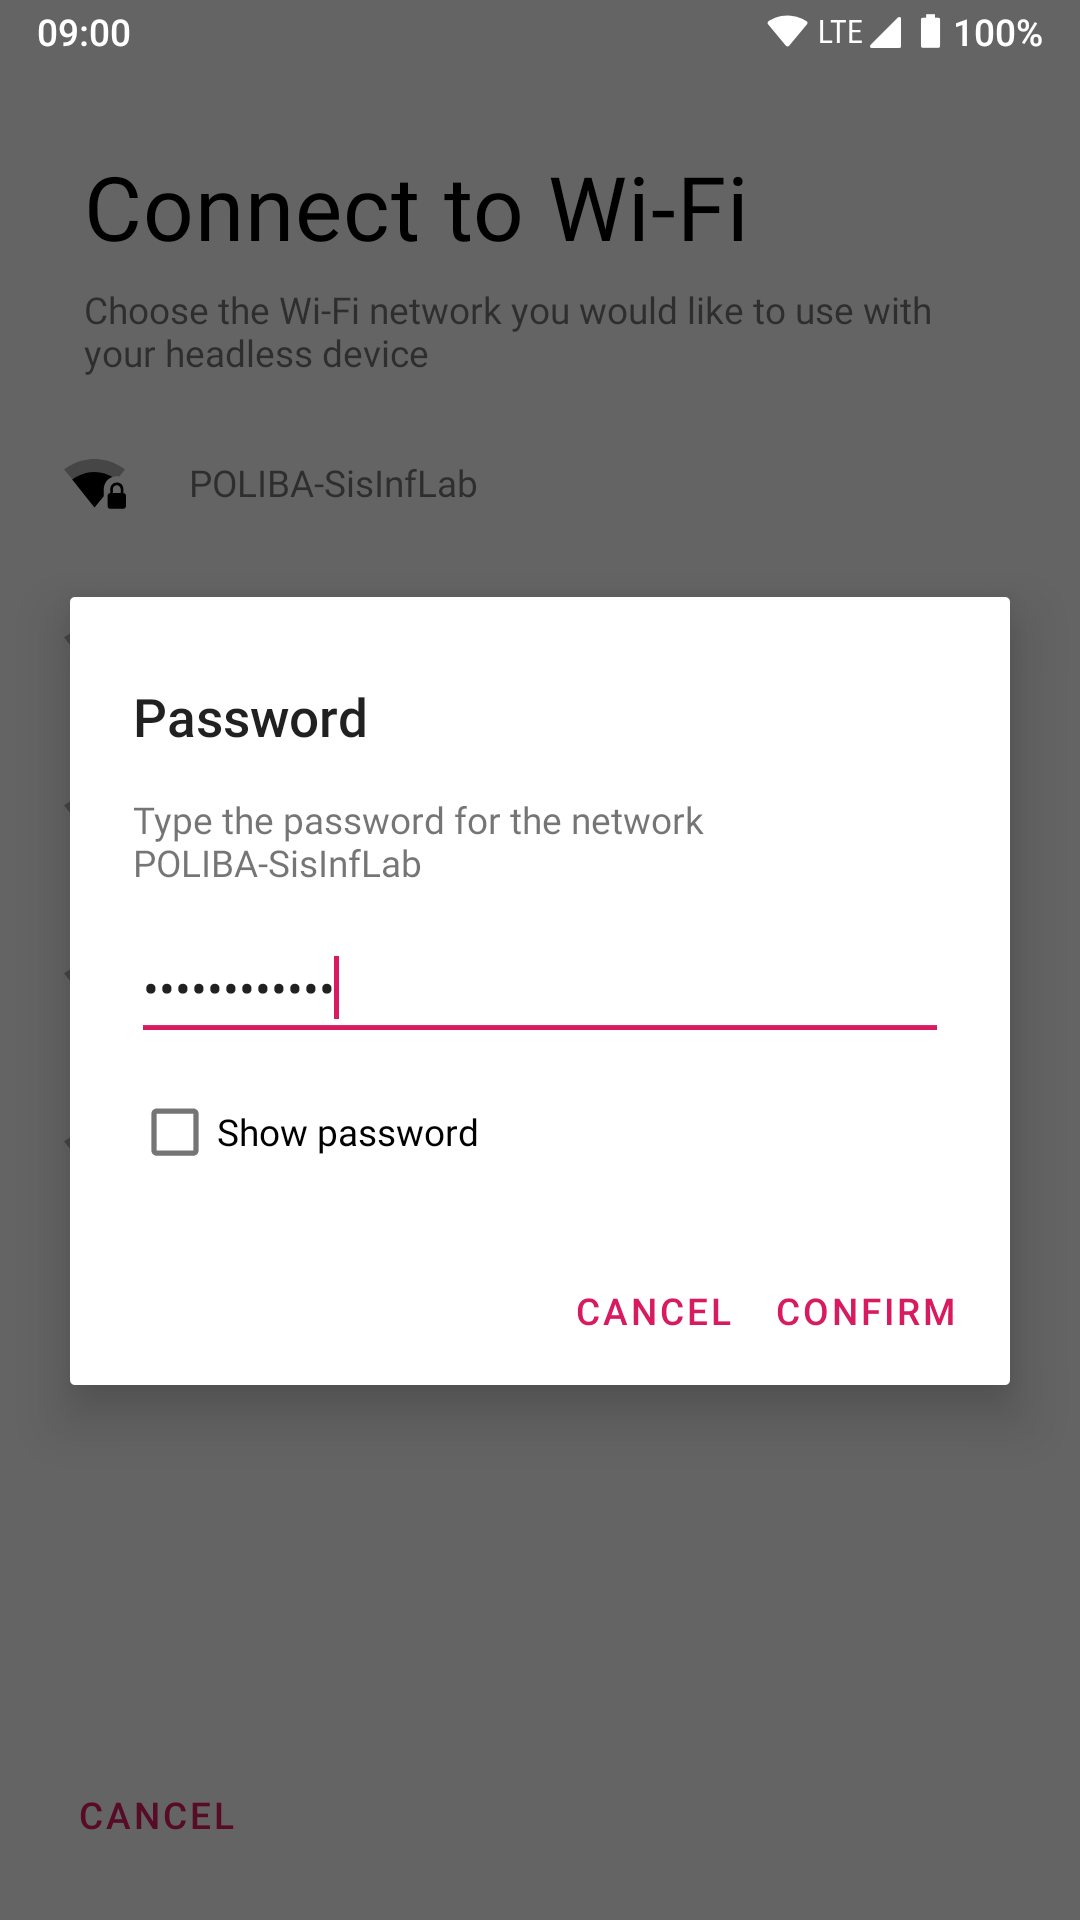 09:00
LTE
100%
Connect to Wi-Fi
Choose the Wi-Fi network you would like to use with
your headless device
POLIBA-SisInfLab
Password
Type the password for the network
POLIBA-SisInfLab
••••••••••••
Show password
CANCEL
CONFIRM
CANCEL